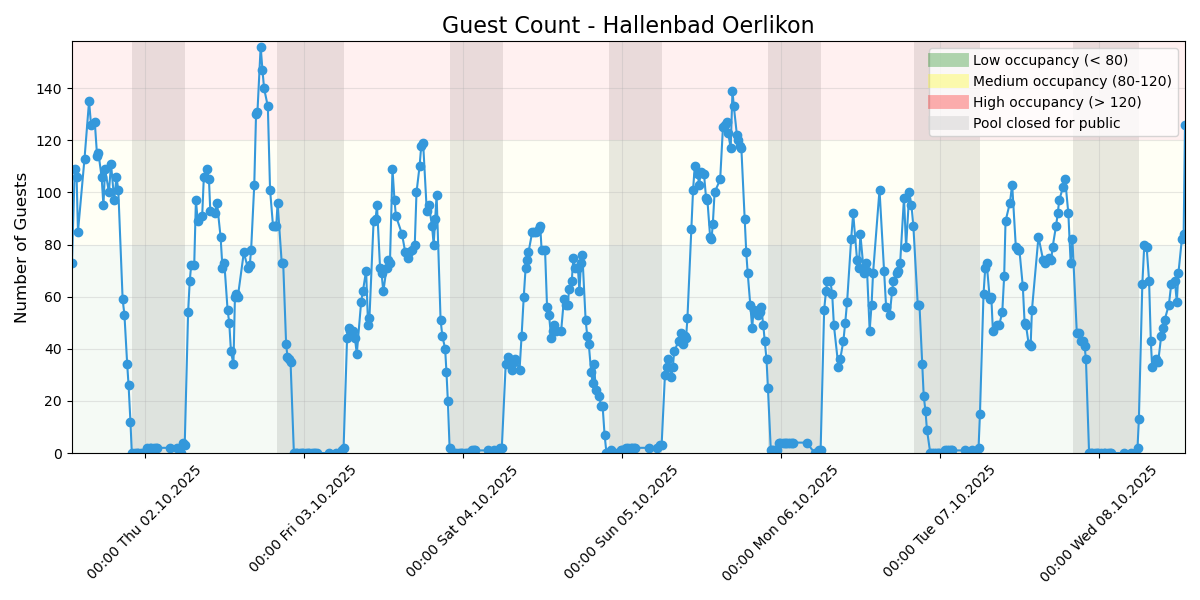 Guest Count - Hallenbad Oerlikon
Number of Guests
140
120
100
80
60
40
20
0
Low occupancy (< 80)
Medium occupancy (80-120)
High occupancy (> 120)
Pool closed for public
00:00 Thu 02.10.2025
00:00 Fri 03.10.2025
00:00 Sat 04.10.2025
00:00 Sun 05.10.2025
00:00 Mon 06.10.2025
00:00 Tue 07.10.2025
00:00 Wed 08.10.2025